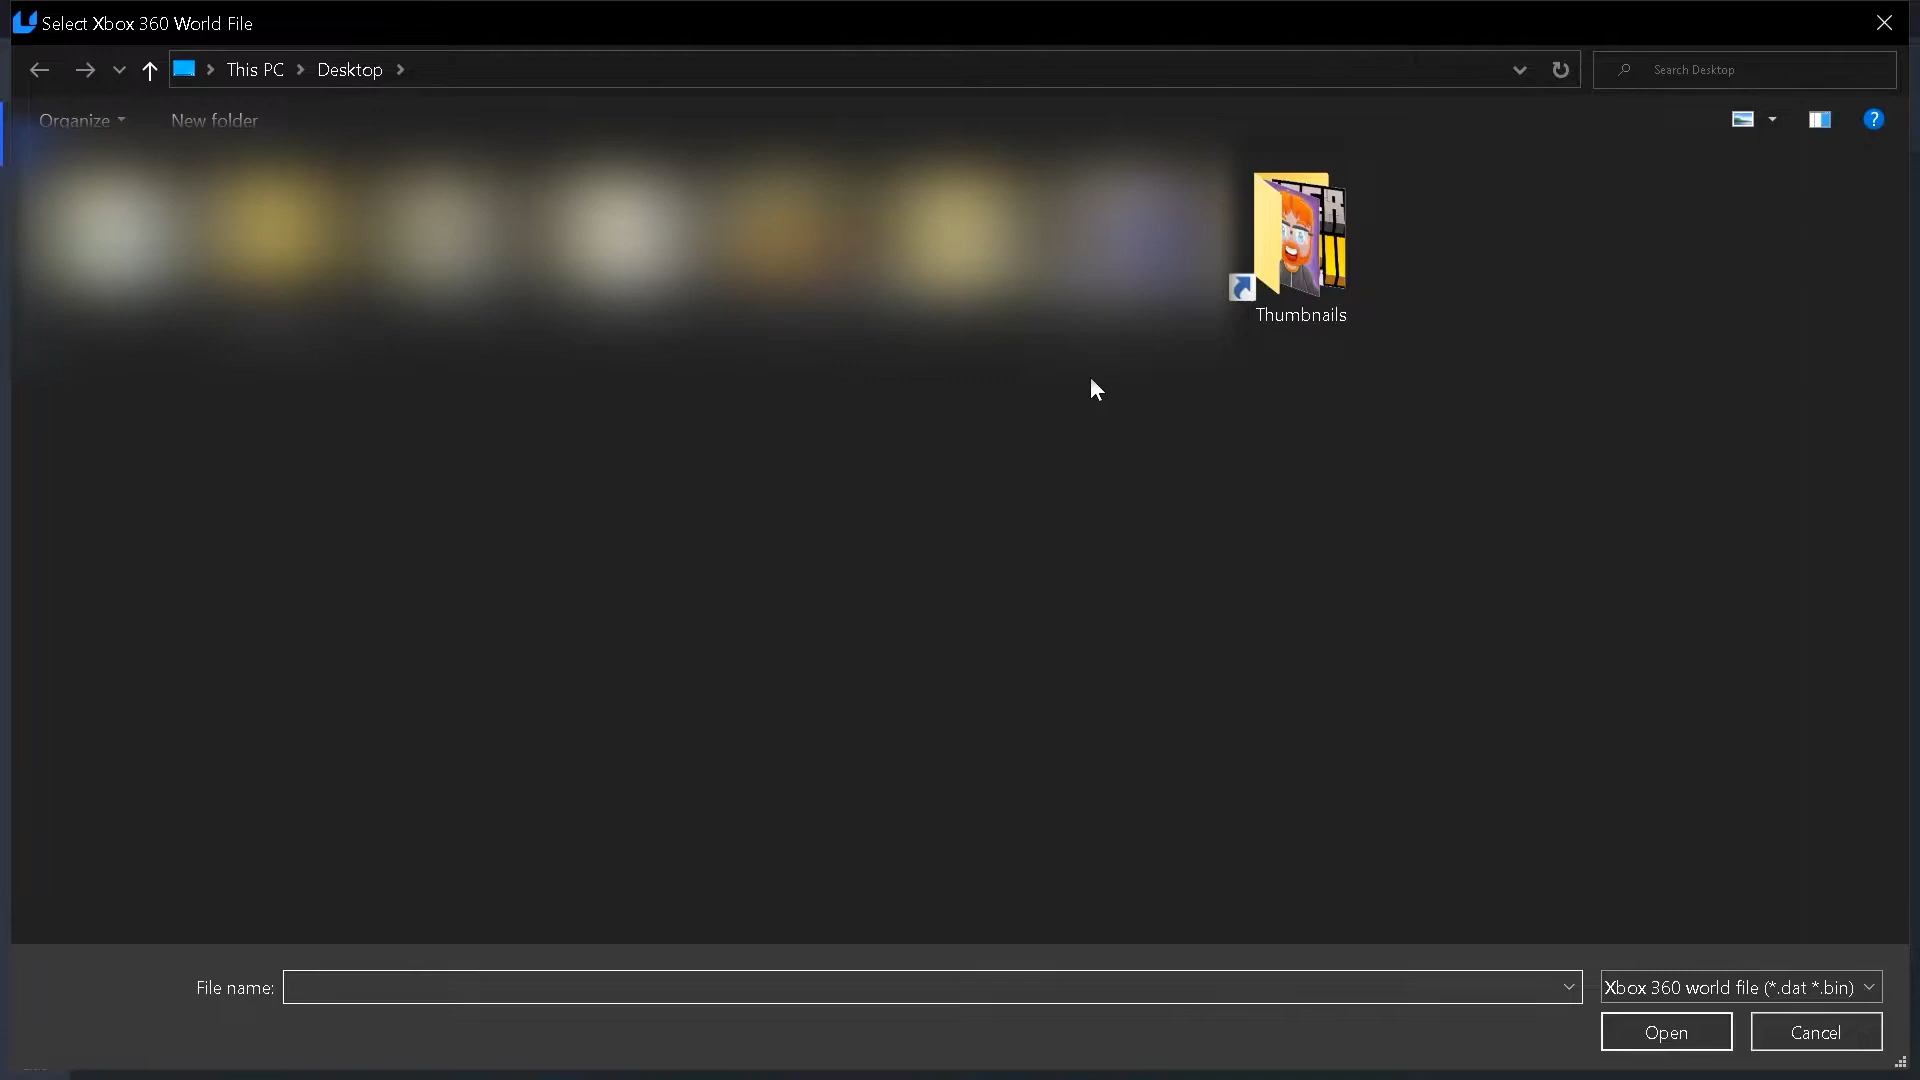 Select Xbox 360 World File
This PC
Desktop
Search Desktop
Organize
New folder
?
Thumbnails
File name:
Xbox 360 world file (*.dat *.bin)
Open
Cancel